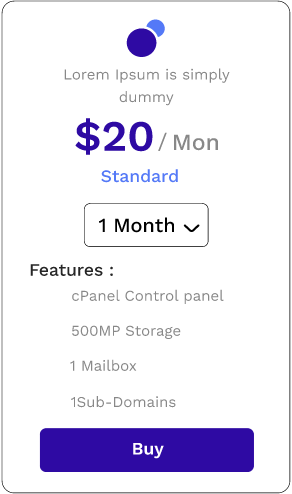 Lorem Ipsum is simply
dummy
$20 / Mon
Standard
1 Month
Features :
cPanel Control panel
500MP Storage
1 Mailbox
1Sub-Domains
Buy